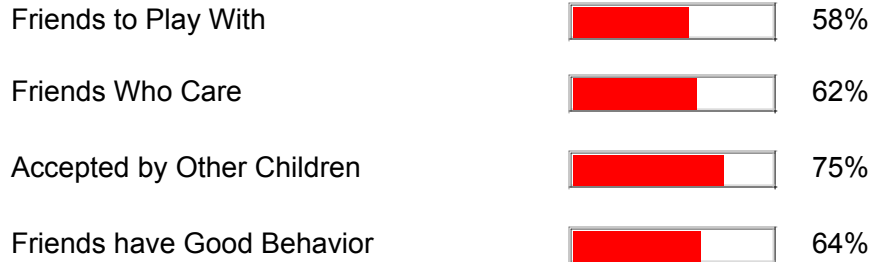 Friends to Play With 58%
Friends Who Care 62%
Accepted by Other Children 75%
Friends have Good Behavior 64%